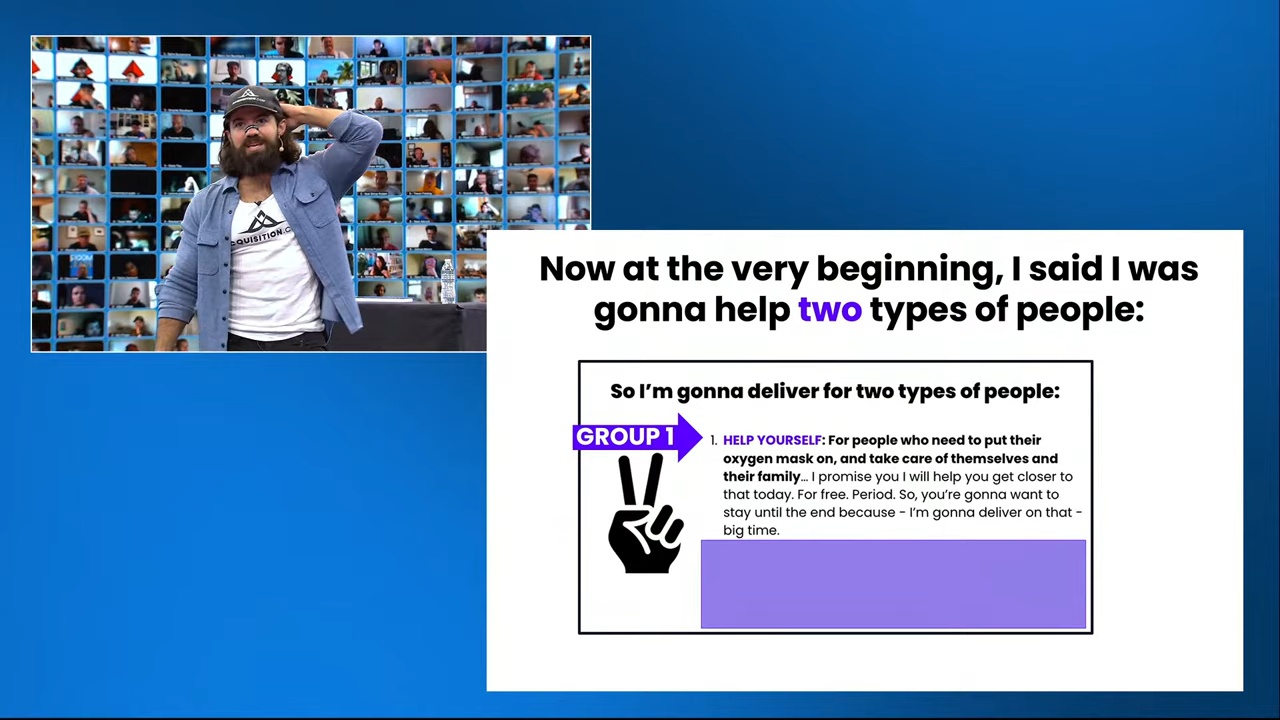 CQUISITION.C
Now at the very beginning, I said I was
gonna help two types of people:
So I’m gonna deliver for two types of people:
GROUP 1
1. HELP YOURSELF: For people who need to put their
oxygen mask on, and take care of themselves and
their family… I promise you I will help you get closer to
that today. For free. Period. So, you’re gonna want to
stay until the end because - I’m gonna deliver on that -
big time.